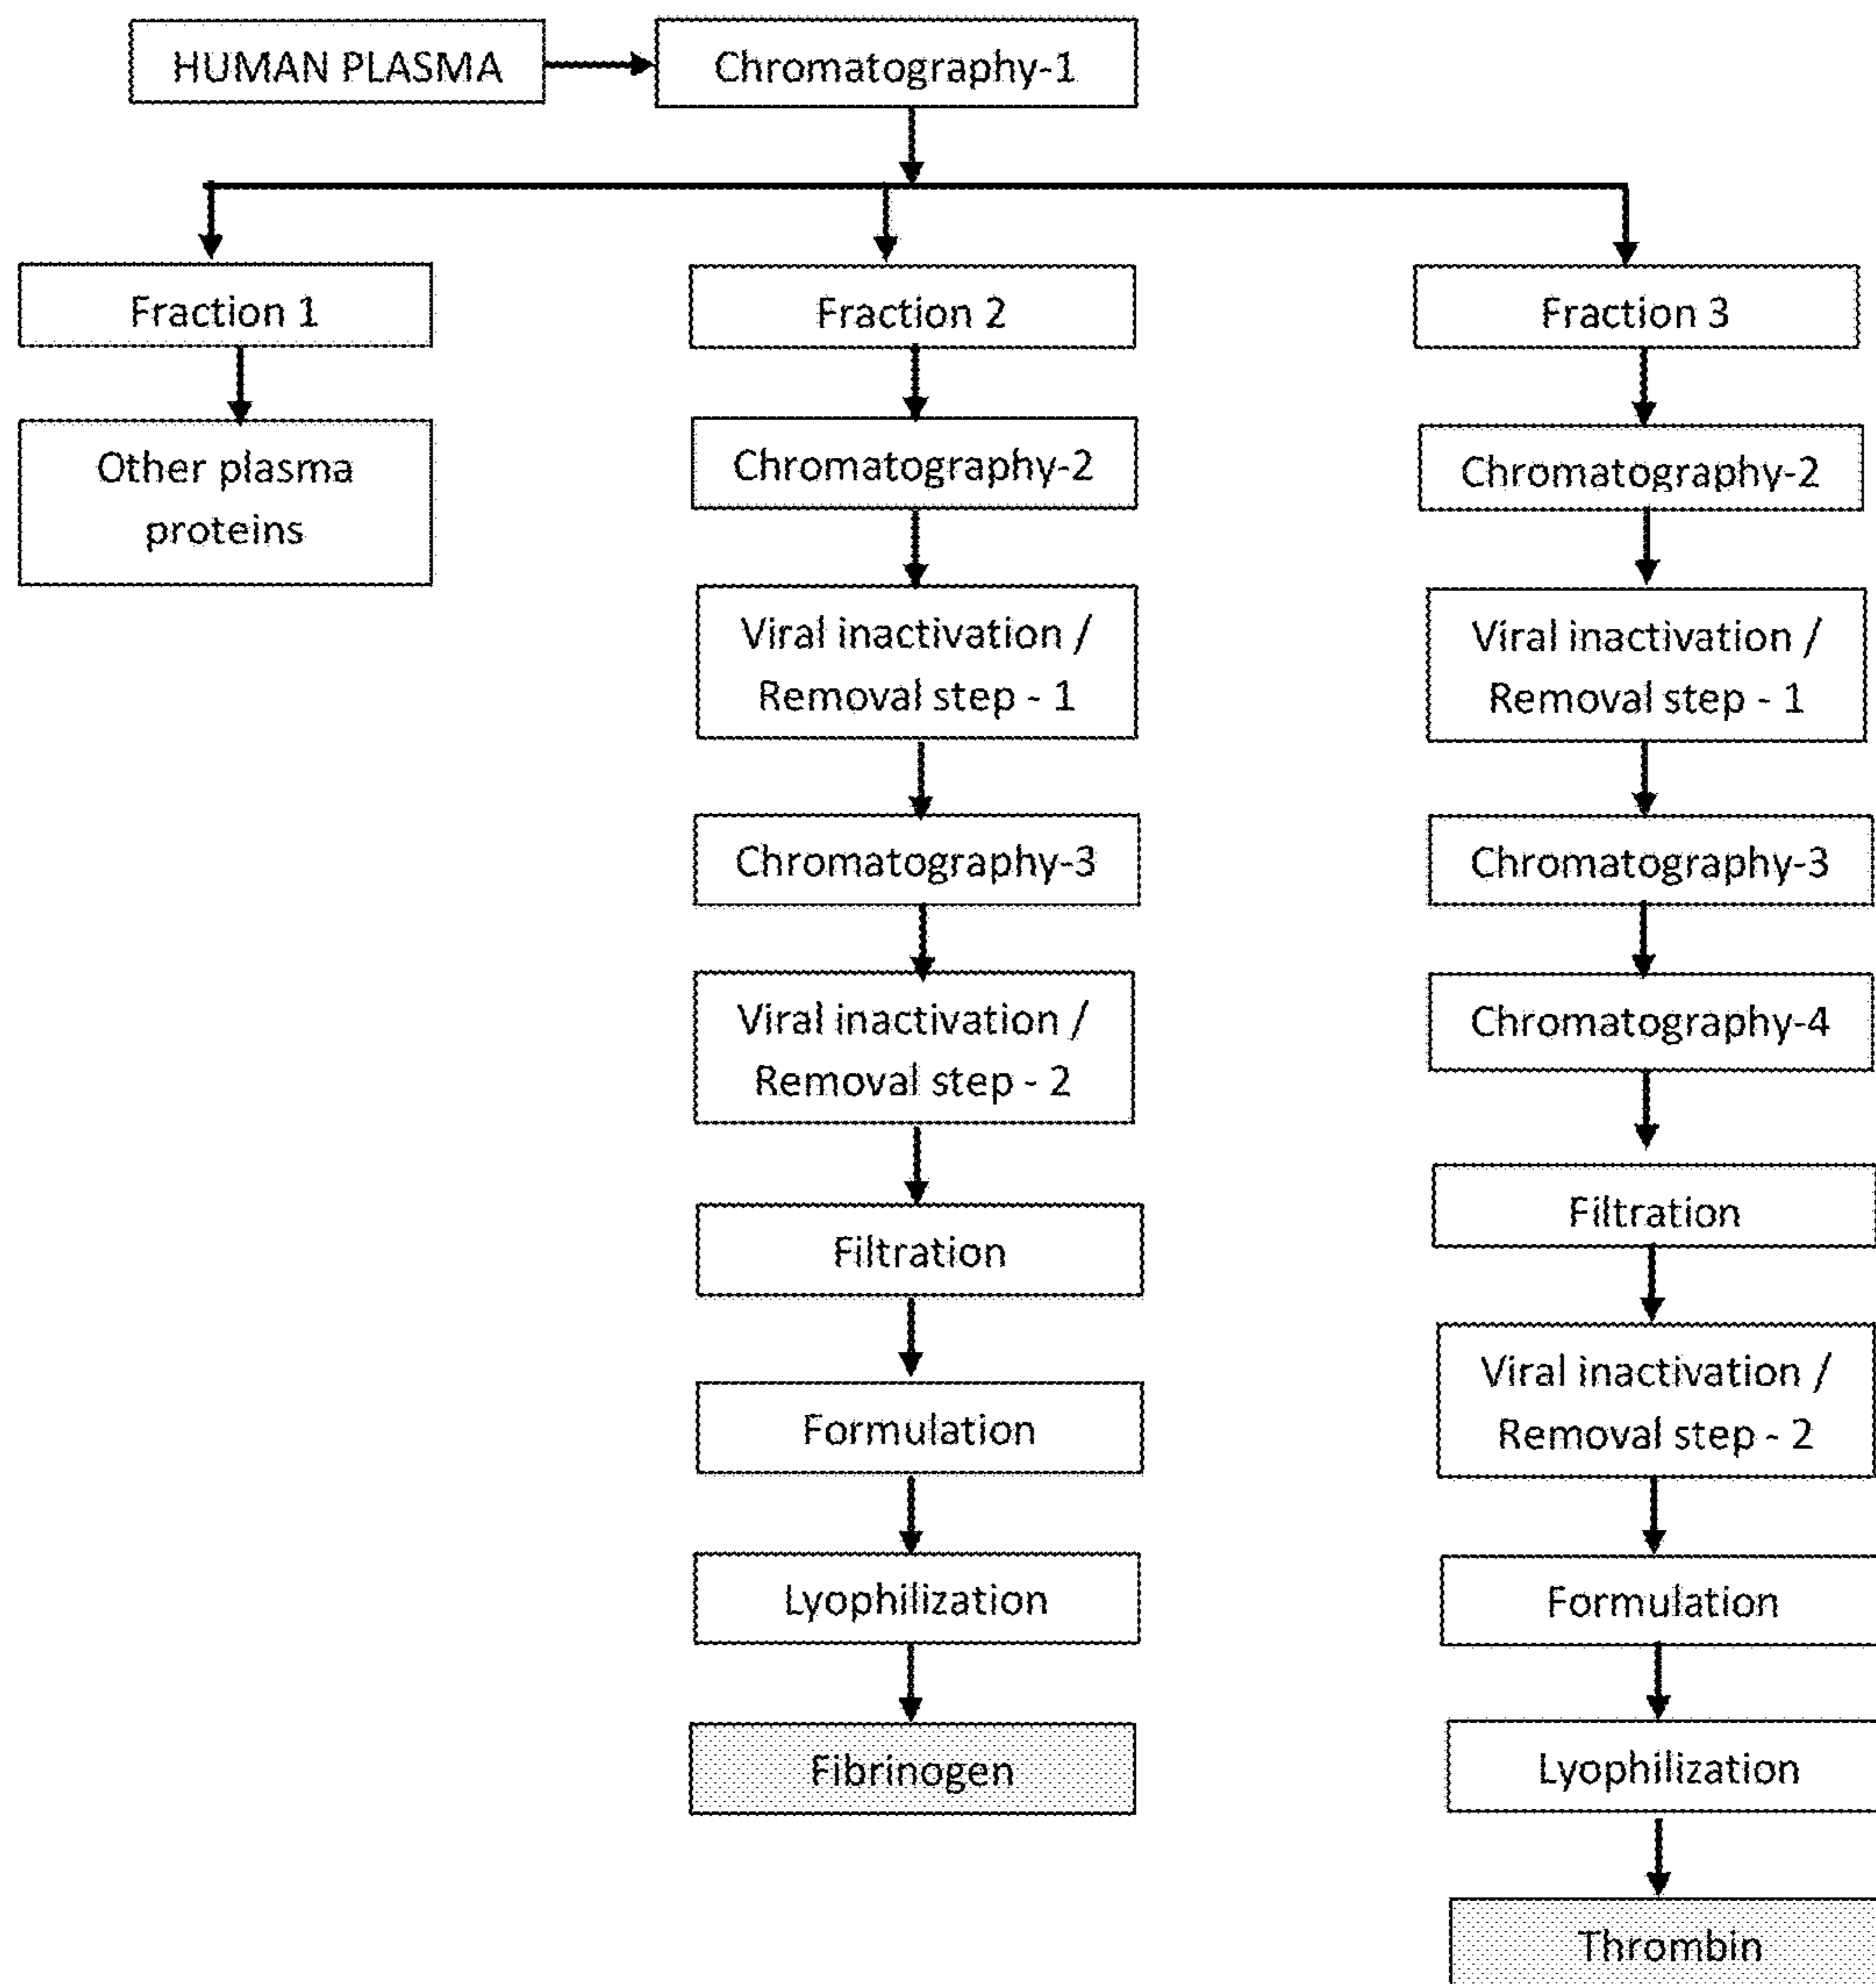 HUMAN PLASMA
Chromatography-1
Fraction 1
Other plasma
proteins
Fraction 2
Chromatography-2
Viral inactivation /
Removal step - 1
Chromatography-3
Viral inactivation /
Removal step - 2
Filtration
Formulation
Lyophilization
Fibrinogen
Fraction 3
Chromatography-2
Viral inactivation /
Removal step - 1
Chromatography-3
Chromatography-4
Filtration
Viral inactivation /
Removal step - 2
Formulation
Lyophilization
Thrombin